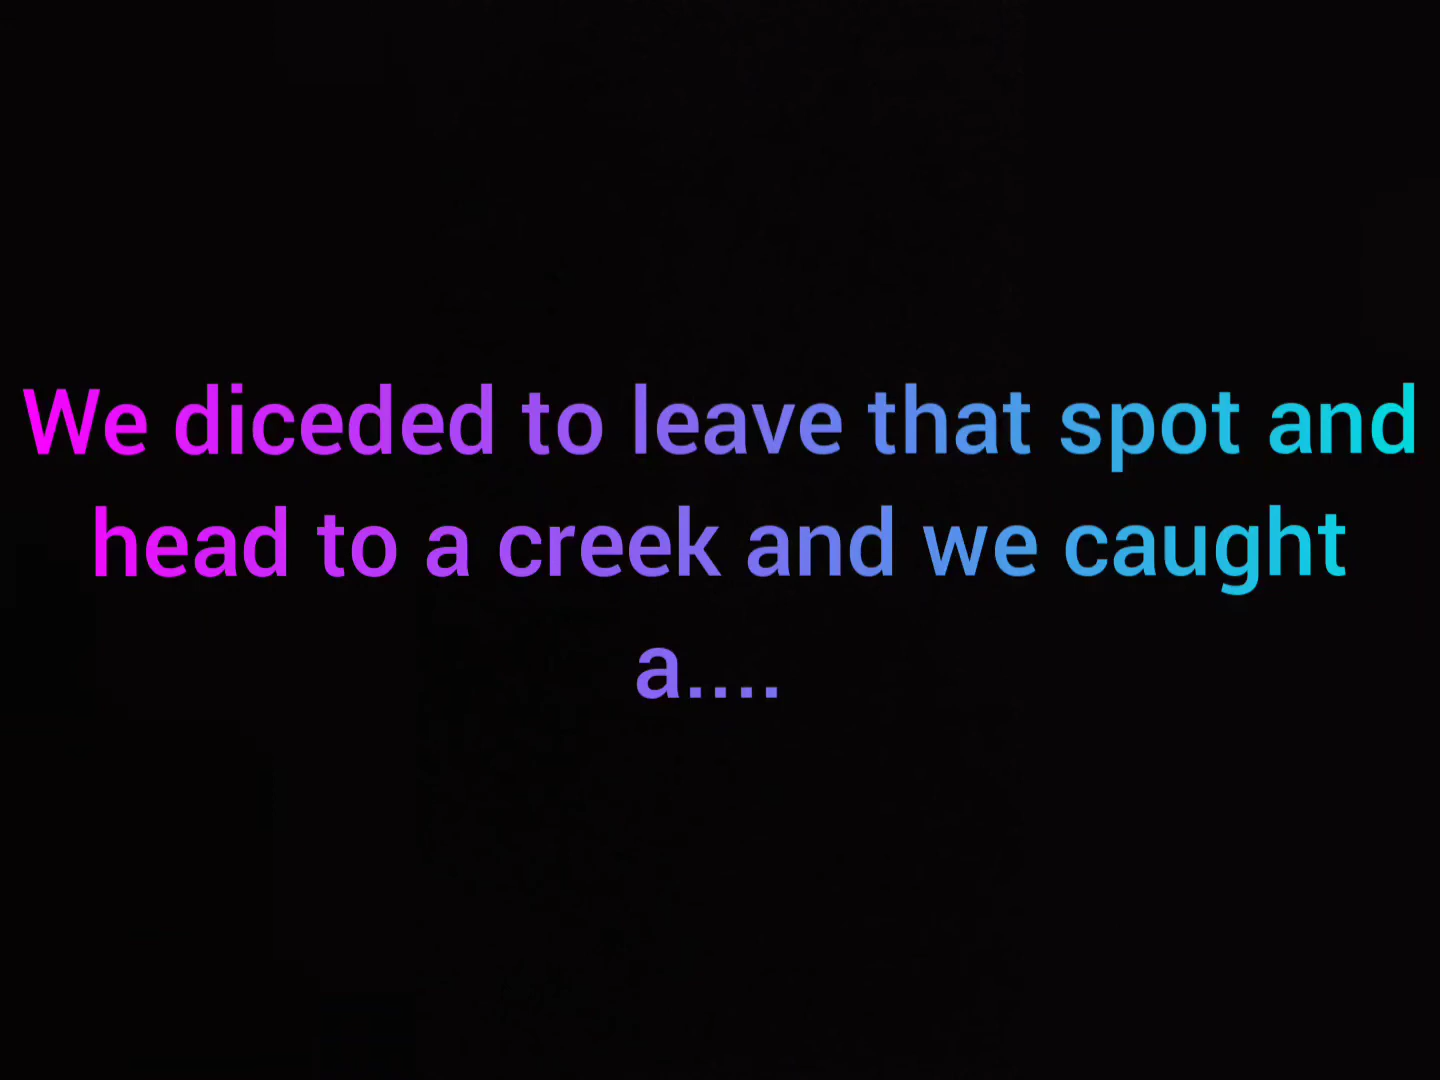 We diceded to leave that spot and
head to a creek and we caught
a....